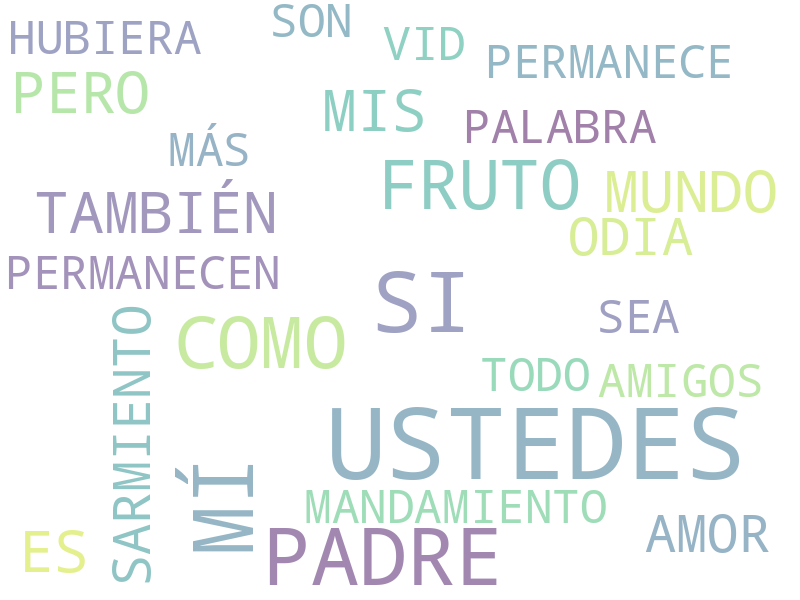 HUBIERA
SON
VID
PERMANECE
PERO
MIS
PALABRA
MÁS
FRUTO
MUNDO
TAMBIÉN
ODIA
PERMANECEN
SI
SEA
COMO
SARMIENTO
TODO
AMIGOS
USTEDES
MÍ
MANDAMIENTO
AMOR
ES
PADRE